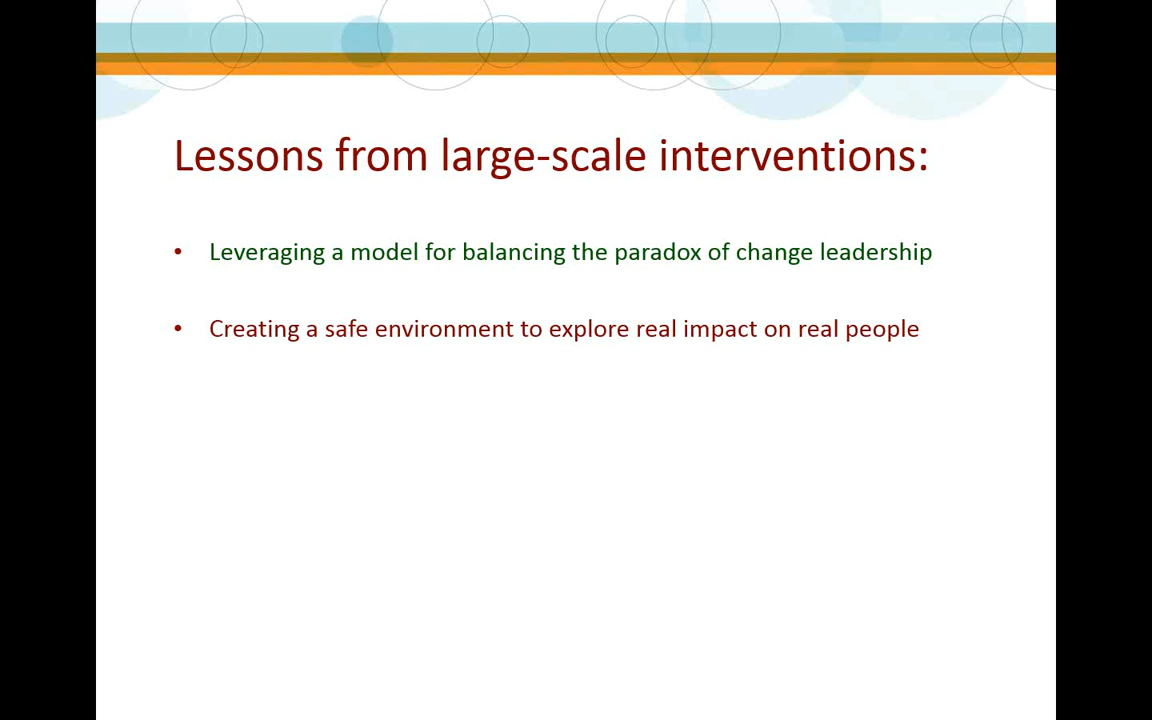 Lessons from large-scale interventions:
• Leveraging a model for balancing the paradox of change leadership
• Creating a safe environment to explore real impact on real people